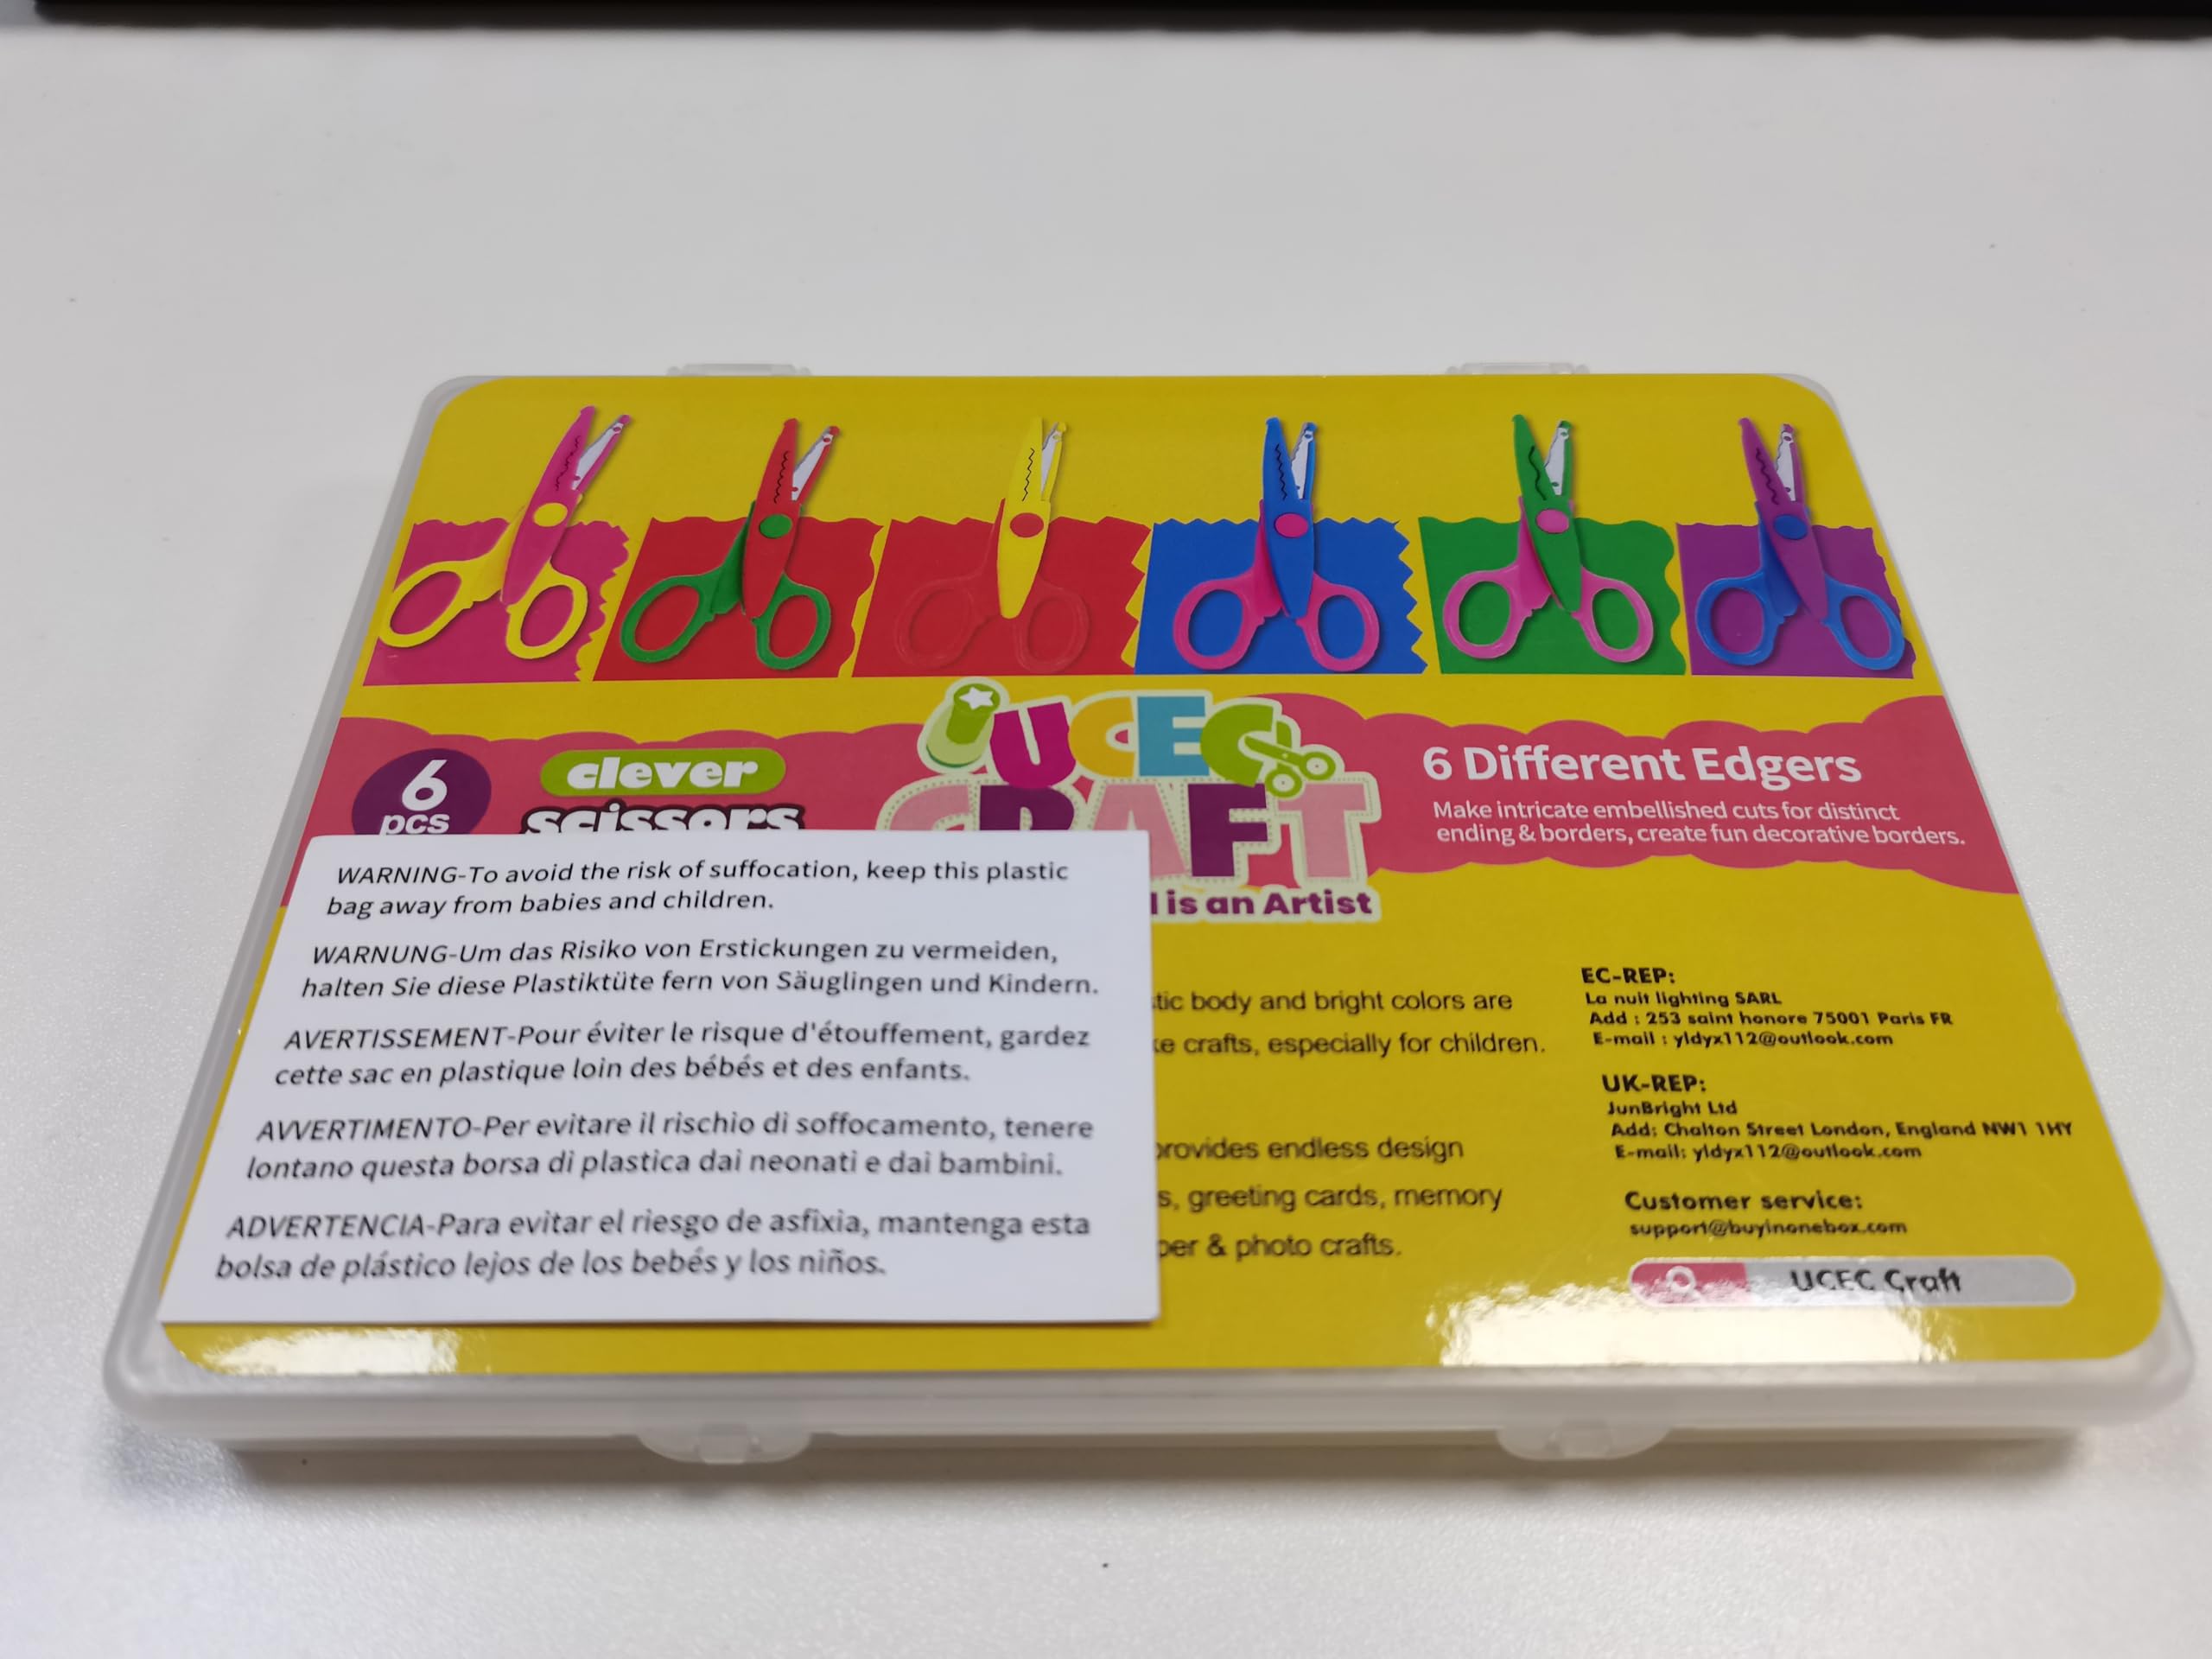 6
pcs
clever
scissors
UCEC
CRAFT
is an Artist
6 Different Edgers
Make intricate embellished cuts for distinct
ending & borders, create fun decorative borders.
WARNING-To avoid the risk of suffocation, keep this plastic
bag away from babies and children.
WARNUNG-Um das Risiko von Erstickungen zu vermeiden,
halten Sie diese Plastiktüte fern von Säuglingen und Kindern.
AVERTISSEMENT-Pour éviter le risque d'étouffement, gardez
cette sac en plastique loin des bébés et des enfants.
AVVERTIMENTO-Per evitare il rischio di soffocamento, tenere
lontano questa borsa di plastica dai neonati e dai bambini.
ADVERTENCIA-Para evitar el riesgo de asfixia, mantenga esta
bolsa de plástico lejos de los bebés y los niños.
body and bright colors are
crafts, especially for children.
provides endless design
greeting cards, memory
& photo crafts.
EC-REP:
La nuit lighting SARL
Add : 253 saint honore 75001 Paris FR
E-mail : yldyx112@outlook.com
UK-REP:
JunBright Ltd
Add: Chalton Street London, England NW1 1HY
E-mail: yldyx112@outlook.com
Customer service:
support@buyinonebox.com
UCEC Craft